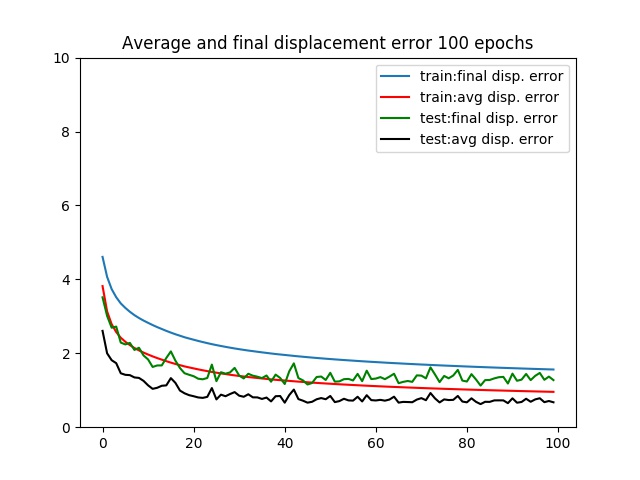 Average and final displacement error 100 epochs
train:final disp. error
train:avg disp. error
test:final disp. error
test:avg disp. error
10
8
6
4
2
0
0 20 40 60 80 100